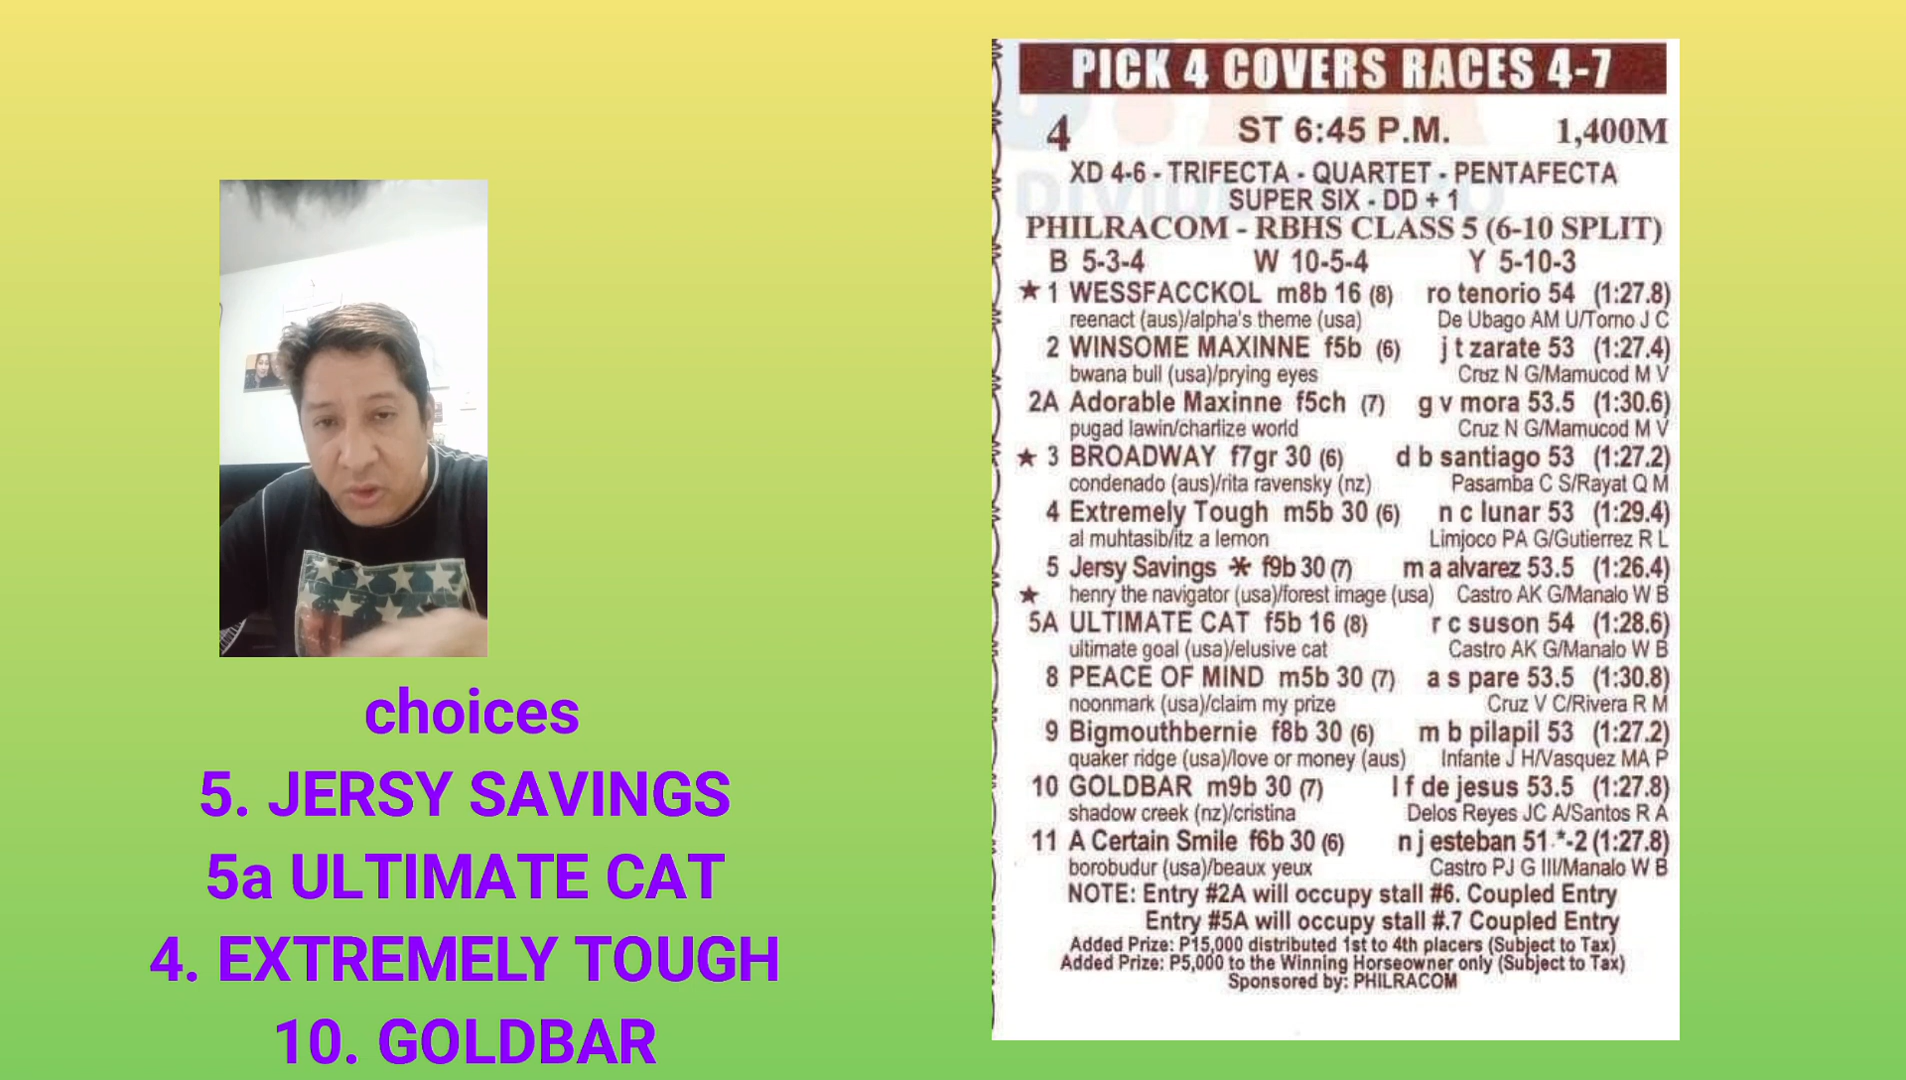 choices
5. JERSY SAVINGS
5a ULTIMATE CAT
4. EXTREMELY TOUGH
10. GOLDBAR
PICK 4 COVERS RACES 4-7
4 ST 6:45 P.M. 1,400M
XD 4-6 - TRIFECTA - QUARTET - PENTAFECTA
SUPER SIX - DD + 1
PHILRACOM - RBHS CLASS 5 (6-10 SPLIT)
B 5-3-4 W 10-5-4 Y 5-10-3
★ 1 WESSFACCKOL m8b 16 (8) ro tenorio 54 (1:27.8)
reenact (aus)/alpha's theme (usa) De Ubago AM U/Torno J C
2 WINSOME MAXINNE f5b (6) j t zarate 53 (1:27.4)
bwana bull (usa)/prying eyes Cruz N G/Mamucod M V
2A Adorable Maxinne f5ch (7) g v mora 53.5 (1:30.6)
pugad lawin/charlize world Cruz N G/Mamucod M V
★ 3 BROADWAY f7gr 30 (6) d b santiago 53 (1:27.2)
condenado (aus)/rita ravensky (nz) Pasamba C S/Rayat Q M
4 Extremely Tough m5b 30 (6) n c lunar 53 (1:29.4)
al muhtasib/itz a lemon Limjoco PA G/Gutierrez R L
5 Jersy Savings * f9b 30 (7) m a alvarez 53.5 (1:26.4)
★ henry the navigator (usa)/forest image (usa) Castro AK G/Manalo W B
5A ULTIMATE CAT f5b 16 (8) r c suson 54 (1:28.6)
ultimate goal (usa)/elusive cat Castro AK G/Manalo W B
8 PEACE OF MIND m5b 30 (7) a s pare 53.5 (1:30.8)
noonmark (usa)/claim my prize Cruz V C/Rivera R M
9 Bigmouthbernie f8b 30 (6) m b pilapil 53 (1:27.2)
quaker ridge (usa)/love or money (aus) Infante J H/Vasquez MA P
10 GOLDBAR m9b 30 (7) l f de jesus 53.5 (1:27.8)
shadow creek (nz)/cristina Delos Reyes JC A/Santos R A
11 A Certain Smile f6b 30 (6) n j esteban 51.*-2 (1:27.8)
borobudur (usa)/beaux yeux Castro PJ G III/Manalo W B
NOTE: Entry #2A will occupy stall #6. Coupled Entry
Entry #5A will occupy stall #.7 Coupled Entry
Added Prize: P15,000 distributed 1st to 4th placers (Subject to Tax)
Added Prize: P5,000 to the Winning Horseowner only (Subject to Tax)
Sponsored by: PHILRACOM